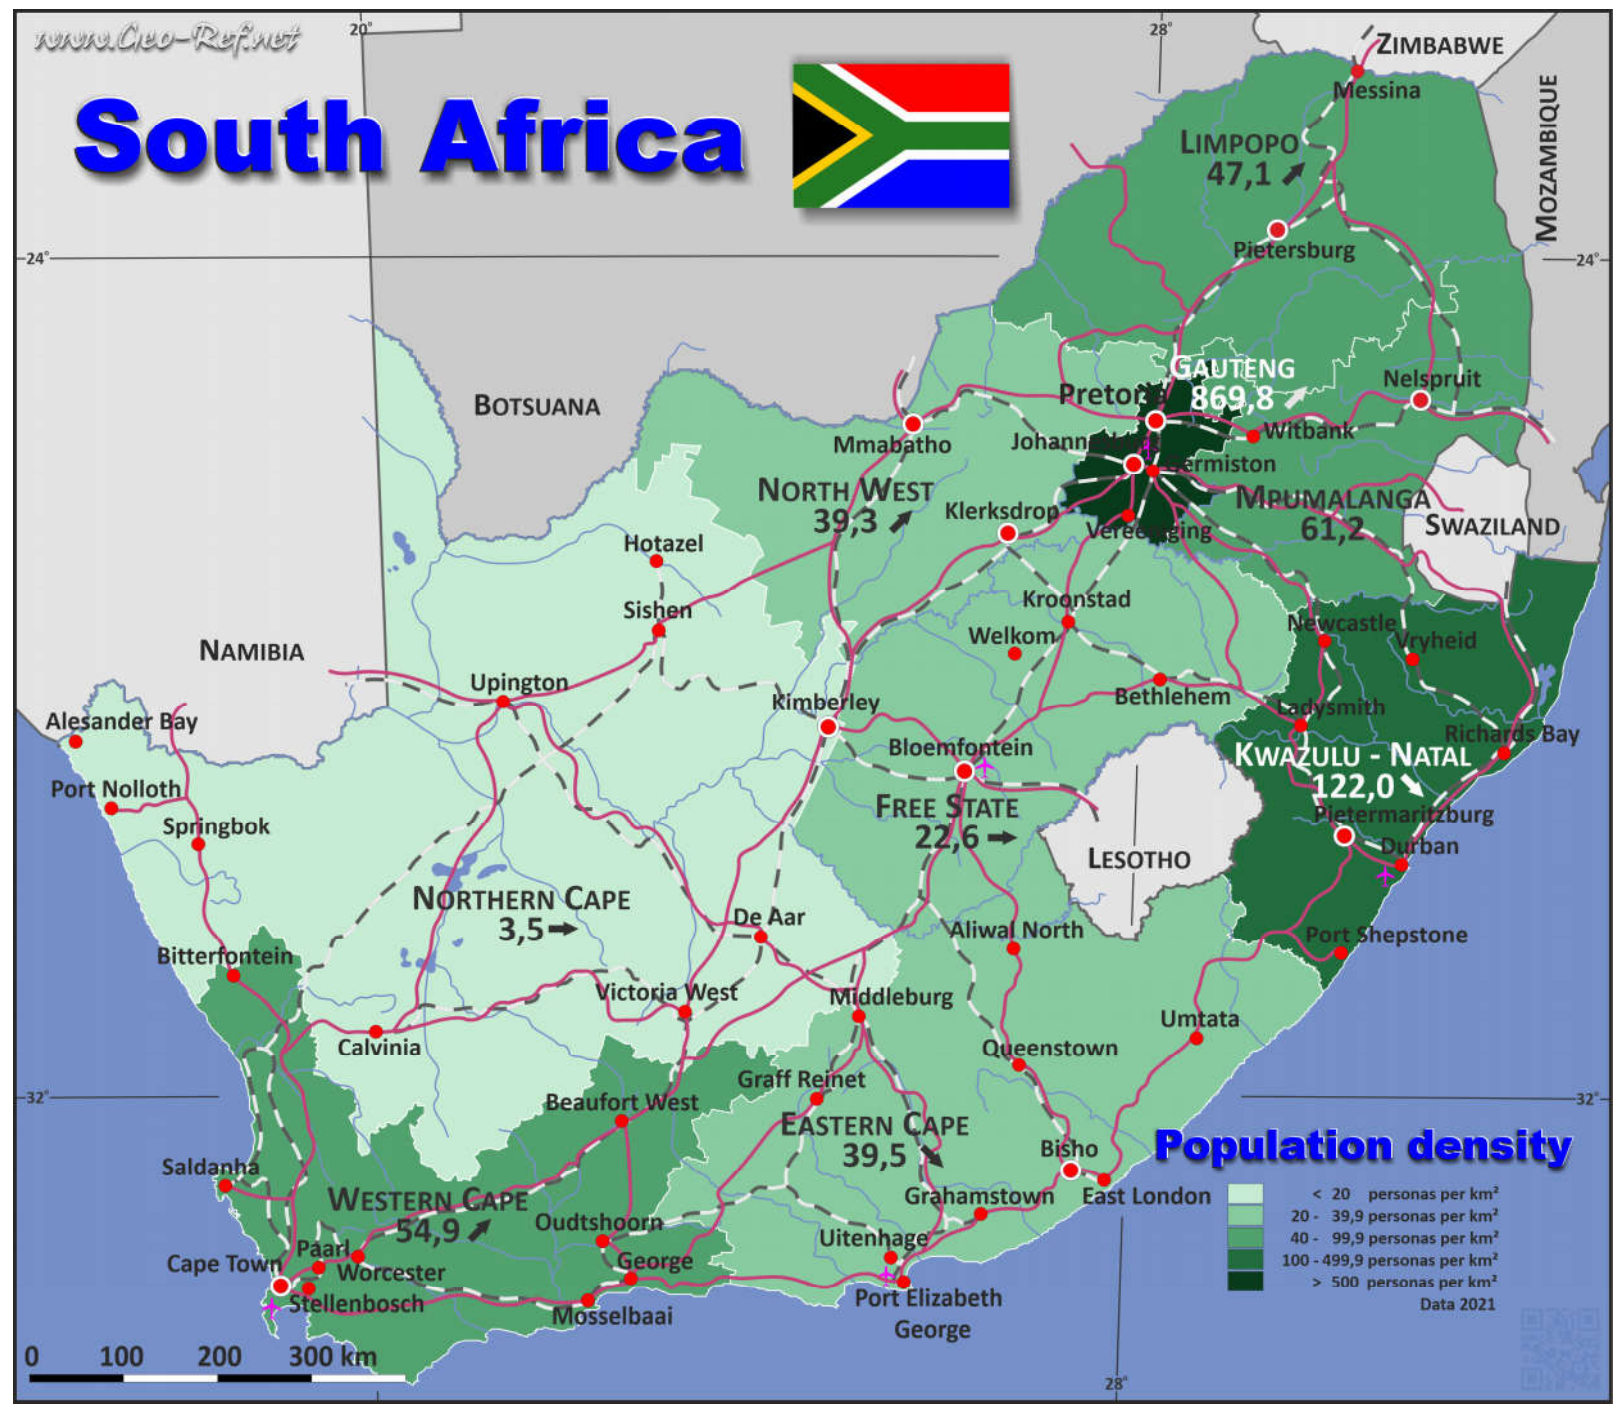 www.Geo-Ref.net
20°
28°
ZIMBABWE
South Africa
Messina
MOZAMBIQUE
LIMPOPO
47,1
Pietersburg
24°
24°
GAUTENG
869,8
Nelspruit
BOTSUANA
Pretor
Mmabatho
Witbank
Johann
ermiston
NORTH WEST
39,3
MPUMALANGA
61,2
Klerksdrop
SWAZILAND
Veree ging
Hotazel
Sishen
Kroonstad
Welkom
Newcastle
Vryheid
NAMIBIA
Upington
Bethlehem
Kimberley
Ladysmith
Alesander Bay
Richards Bay
Bloemfontein
KWAZULU - NATAL
122,0
Port Nolloth
FREE STATE
22,6
Pietermaritzburg
Springbok
Durban
LESOTHO
NORTHERN CAPE
3,5
De Aar
Aliwal North
Port Shepstone
Bitterfontein
Victoria West
Middleburg
Umtata
Calvinia
Queenstown
Graff Reinet
32°
32°
Beaufort West
EASTERN CAPE
39,5
Bisho
Population density
Saldanha
WESTERN CAPE
54,9
Grahamstown
East London
< 20 personas per km²
20 - 39,9 personas per km²
40 - 99,9 personas per km²
100 - 499,9 personas per km²
> 500 personas per km²
Data 2021
Oudtshoorn
Uitenhage
Cape Town
Paarl
Worcester
George
Stellenbosch
Mosselbaai
Port Elizabeth
George
0 100 200 300 km
28°